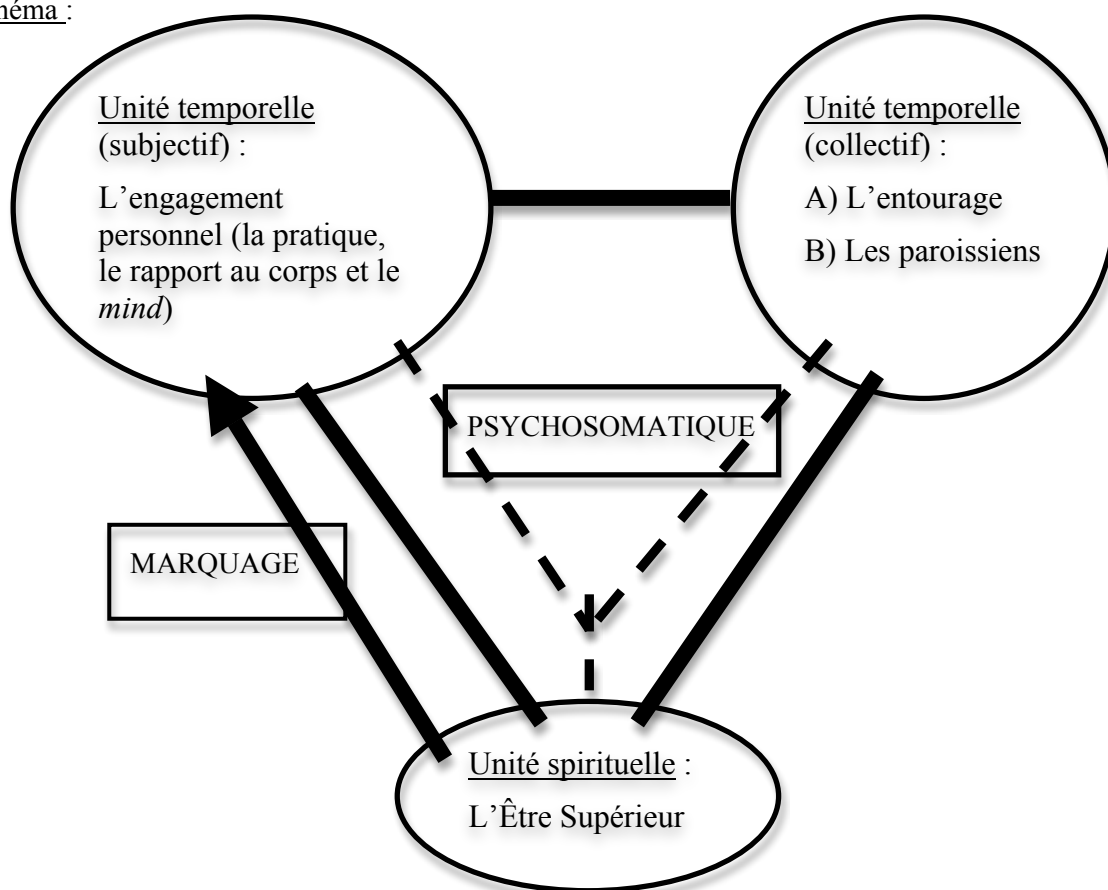 Unité temporelle
(subjectif) :
L’engagement
personnel (la pratique,
le rapport au corps et le
mind)
Unité temporelle
(collectif) :
A) L’entourage
B) Les paroissiens
PSYCHOSOMATIQUE
MARQUAGE
Unité spirituelle :
L’Être Supérieur